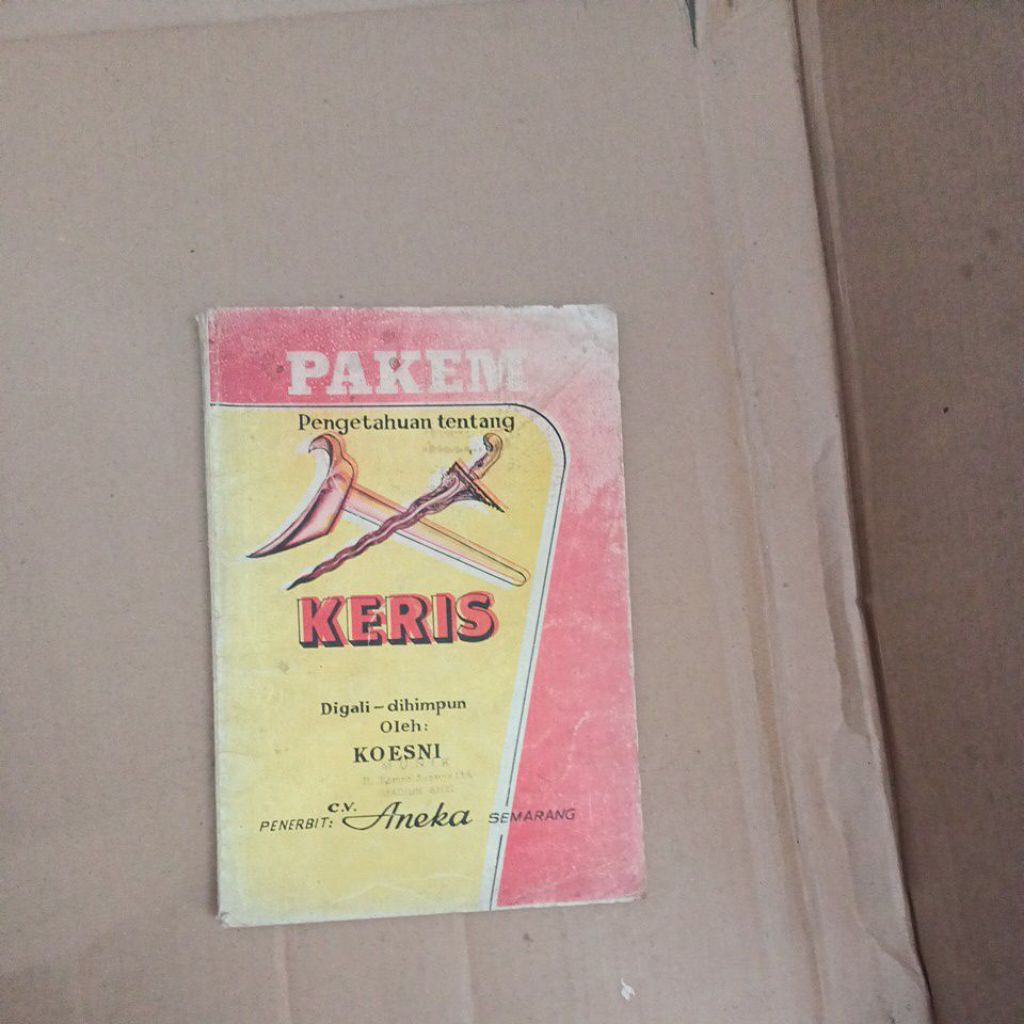 PAKEM
Pengetahuan tentang
KERIS
Digali - dihimpun
Oleh:
KOESNI
C.V.
PENERBIT: Aneka SEMARANG